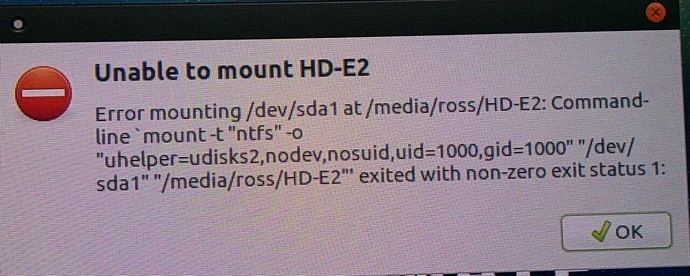 Unable to mount HD-E2
Error mounting /dev/sda1 at /media/ross/HD-E2: Command-
line `mount -t "ntfs" -o
"uhelper=udisks2,nodev,nosuid,uid=1000,gid=1000" "/dev/
sda1" "/media/ross/HD-E2"' exited with non-zero exit status 1:
OK